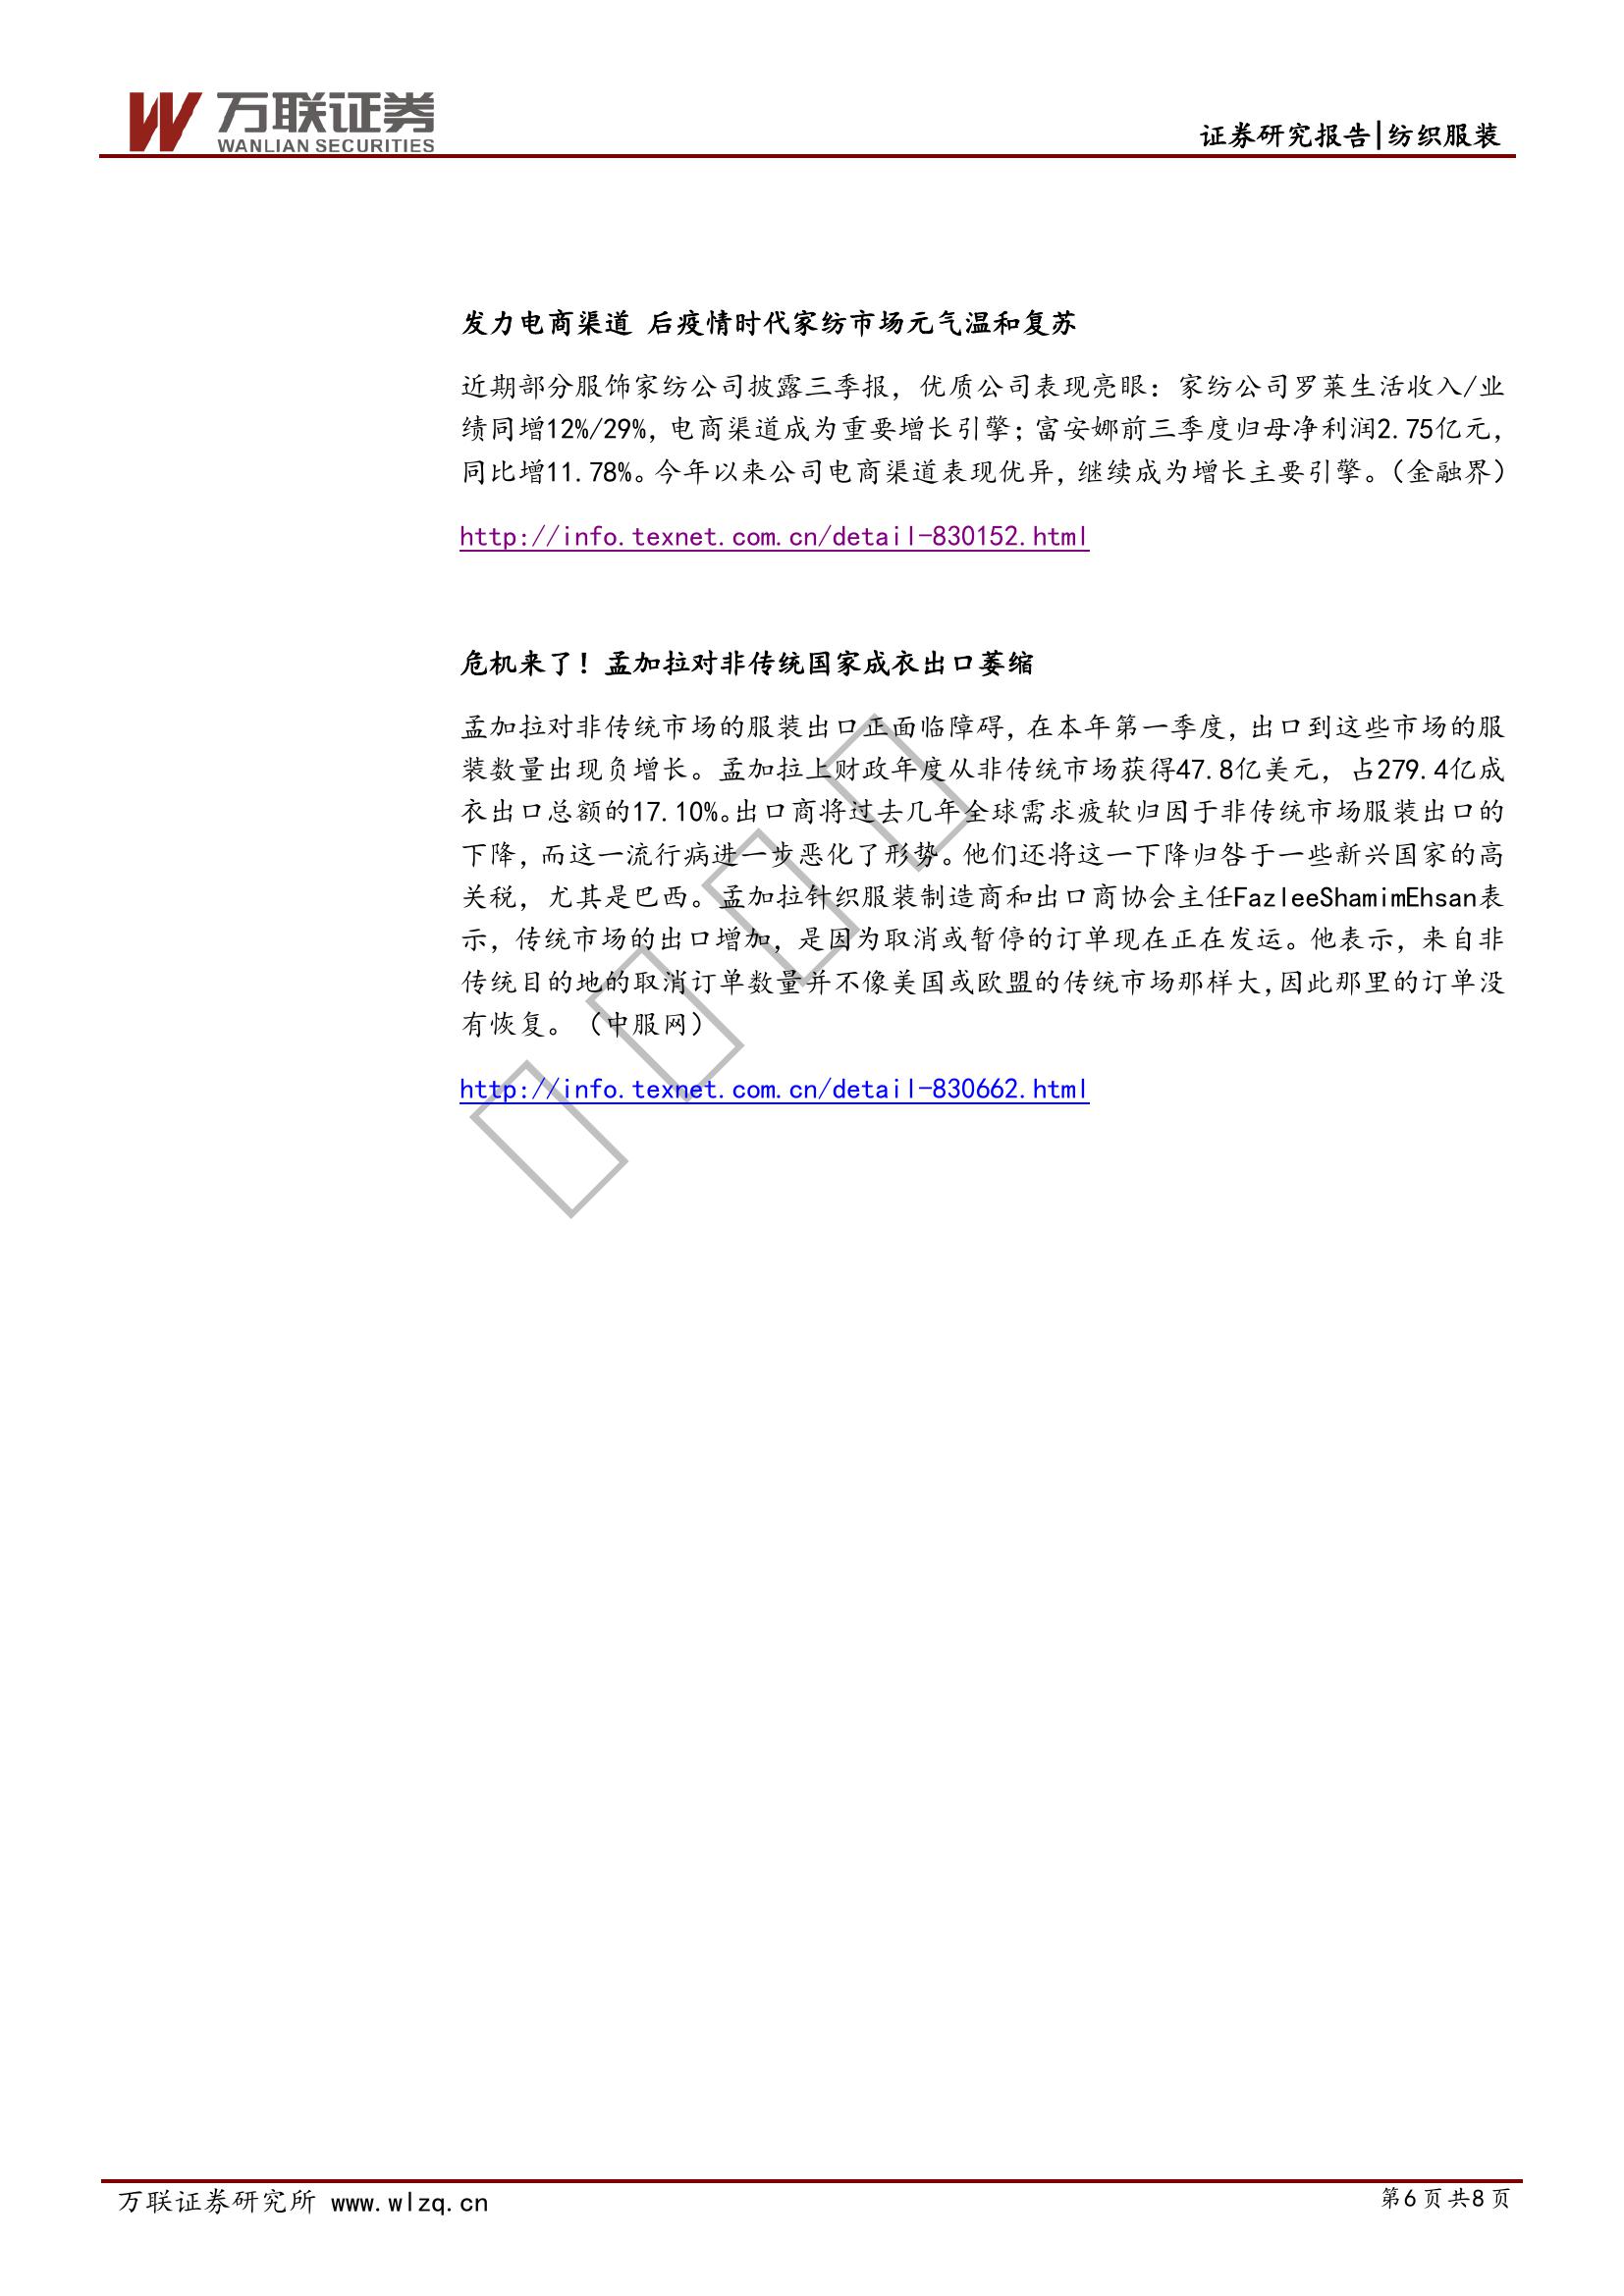 万联证券
WANLIAN SECURITIES
证券研究报告|纺织服装
发力电商渠道 后疫情时代家纺市场元气温和复苏
近期部分服饰家纺公司披露三季报，优质公司表现亮眼：家纺公司罗莱生活收入/业
绩同增12%/29%，电商渠道成为重要增长引擎；富安娜前三季度归母净利润2.75亿元，
同比增11.78%。今年以来公司电商渠道表现优异，继续成为增长主要引擎。（金融界）
http://info.texnet.com.cn/detail-830152.html
危机来了！孟加拉对非传统国家成衣出口萎缩
孟加拉对非传统市场的服装出口正面临障碍，在本年第一季度，出口到这些市场的服
装数量出现负增长。孟加拉上财政年度从非传统市场获得47.8亿美元，占279.4亿成
衣出口总额的17.10%。出口商将过去几年全球需求疲软归因于非传统市场服装出口的
下降，而这一流行病进一步恶化了形势。他们还将这一下降归咎于一些新兴国家的高
关税，尤其是巴西。孟加拉针织服装制造商和出口商协会主任FazleeShamimEhsan表
示，传统市场的出口增加，是因为取消或暂停的订单现在正在发运。他表示，来自非
传统目的地的取消订单数量并不像美国或欧盟的传统市场那样大，因此那里的订单没
有恢复。（中服网）
http://info.texnet.com.cn/detail-830662.html
万联证券研究所 www.wlzq.cn
第6页共8页